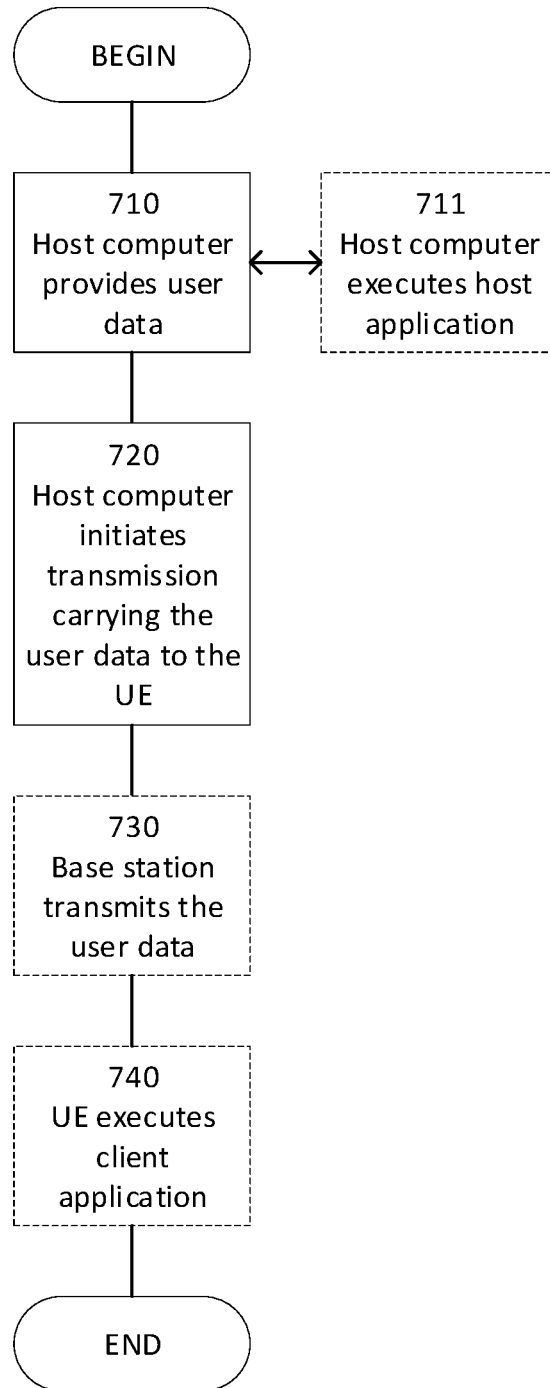 BEGIN
710
Host computer
provides user
data
711
Host computer
executes host
application
720
Host computer
initiates
transmission
carrying the
user data to the
UE
730
Base station
transmits the
user data
740
UE executes
client
application
END